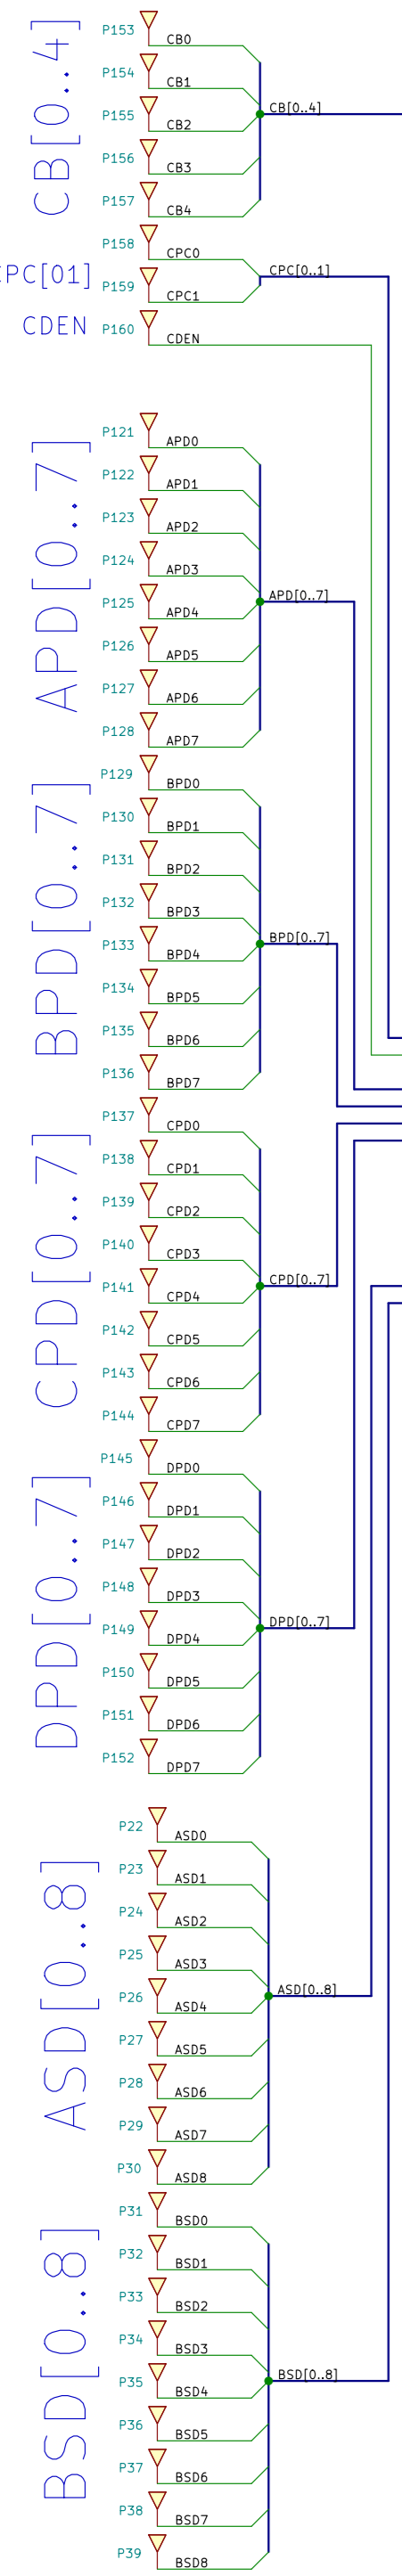 CB[0..4]
P153 CB0
P154 CB1
P155 CB2
P156 CB3
P157 CB4
CB[0..4]
CPC[01]
P158 CPC0
P159 CPC1
CPC[0..1]
CDEN
P160 CDEN
APD[0..7]
P121 APD0
P122 APD1
P123 APD2
P124 APD3
P125 APD4
P126 APD5
P127 APD6
P128 APD7
APD[0..7]
BPD[0..7]
P129 BPD0
P130 BPD1
P131 BPD2
P132 BPD3
P133 BPD4
P134 BPD5
P135 BPD6
P136 BPD7
BPD[0..7]
CPD[0..7]
P137 CPD0
P138 CPD1
P139 CPD2
P140 CPD3
P141 CPD4
P142 CPD5
P143 CPD6
P144 CPD7
CPD[0..7]
DPD[0..7]
P145 DPD0
P146 DPD1
P147 DPD2
P148 DPD3
P149 DPD4
P150 DPD5
P151 DPD6
P152 DPD7
DPD[0..7]
ASD[0..8]
P22 ASD0
P23 ASD1
P24 ASD2
P25 ASD3
P26 ASD4
P27 ASD5
P28 ASD6
P29 ASD7
P30 ASD8
ASD[0..8]
BSD[0..8]
P31 BSD0
P32 BSD1
P33 BSD2
P34 BSD3
P35 BSD4
P36 BSD5
P37 BSD6
P38 BSD7
P39 BSD8
BSD[0..8]